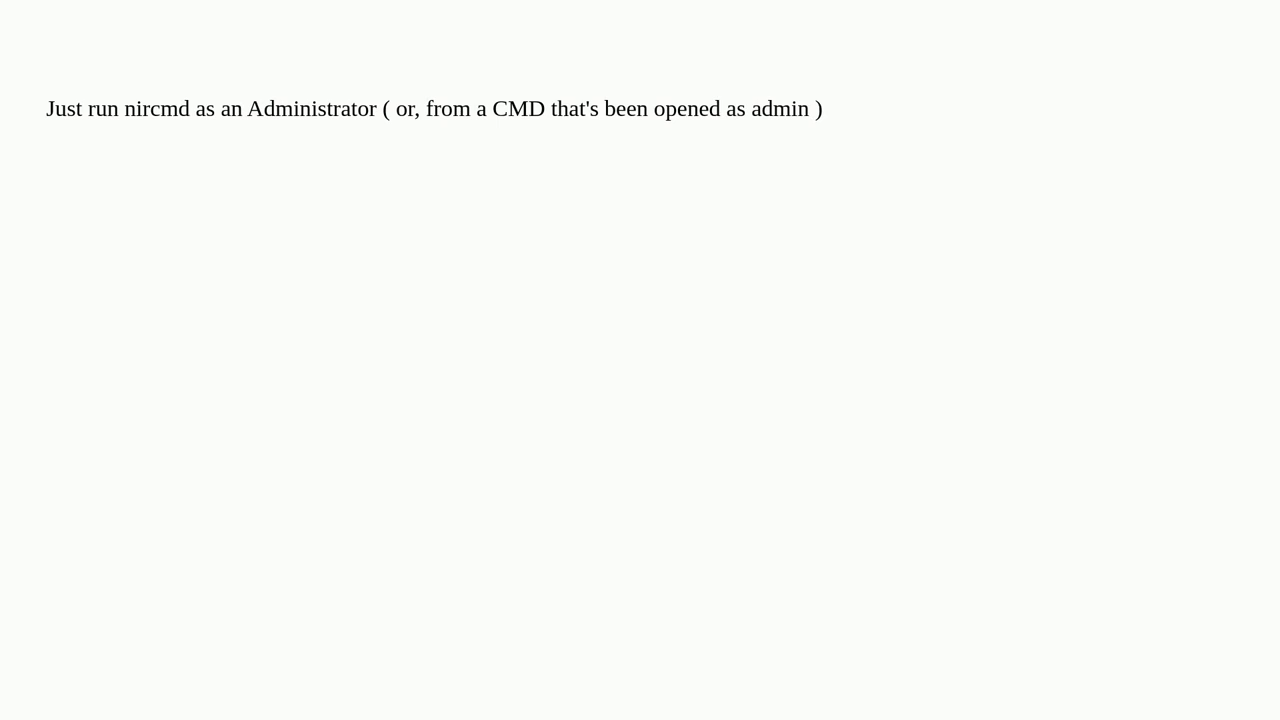 Just run nircmd as an Administrator ( or, from a CMD that's been opened as admin )